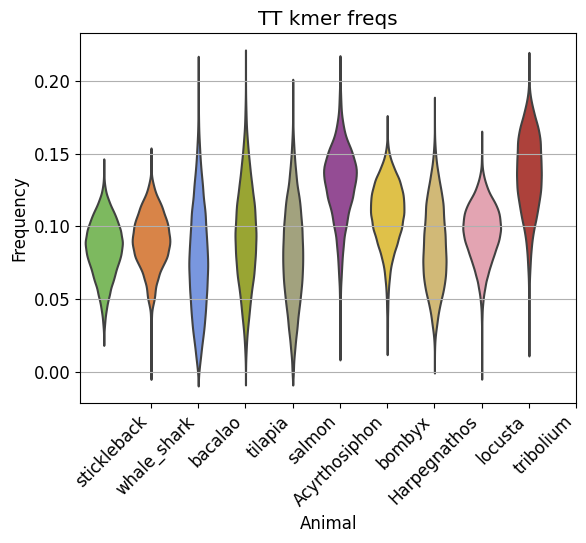 TT kmer freqs
Frequency
0.20
0.15
0.10
0.05
0.00
stickleback
whale_shark
bacalao
tilapia
salmon
Acyrthosiphon
bombyx
Harpegnathos
locusta
tribolium
Animal